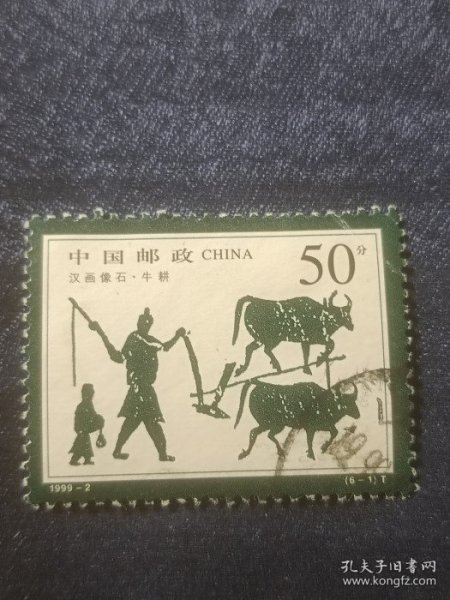 中国邮政 CHINA
50分
汉画像石·牛耕
1999-2
(6-1)T
孔夫子旧书网
www.kongfz.com